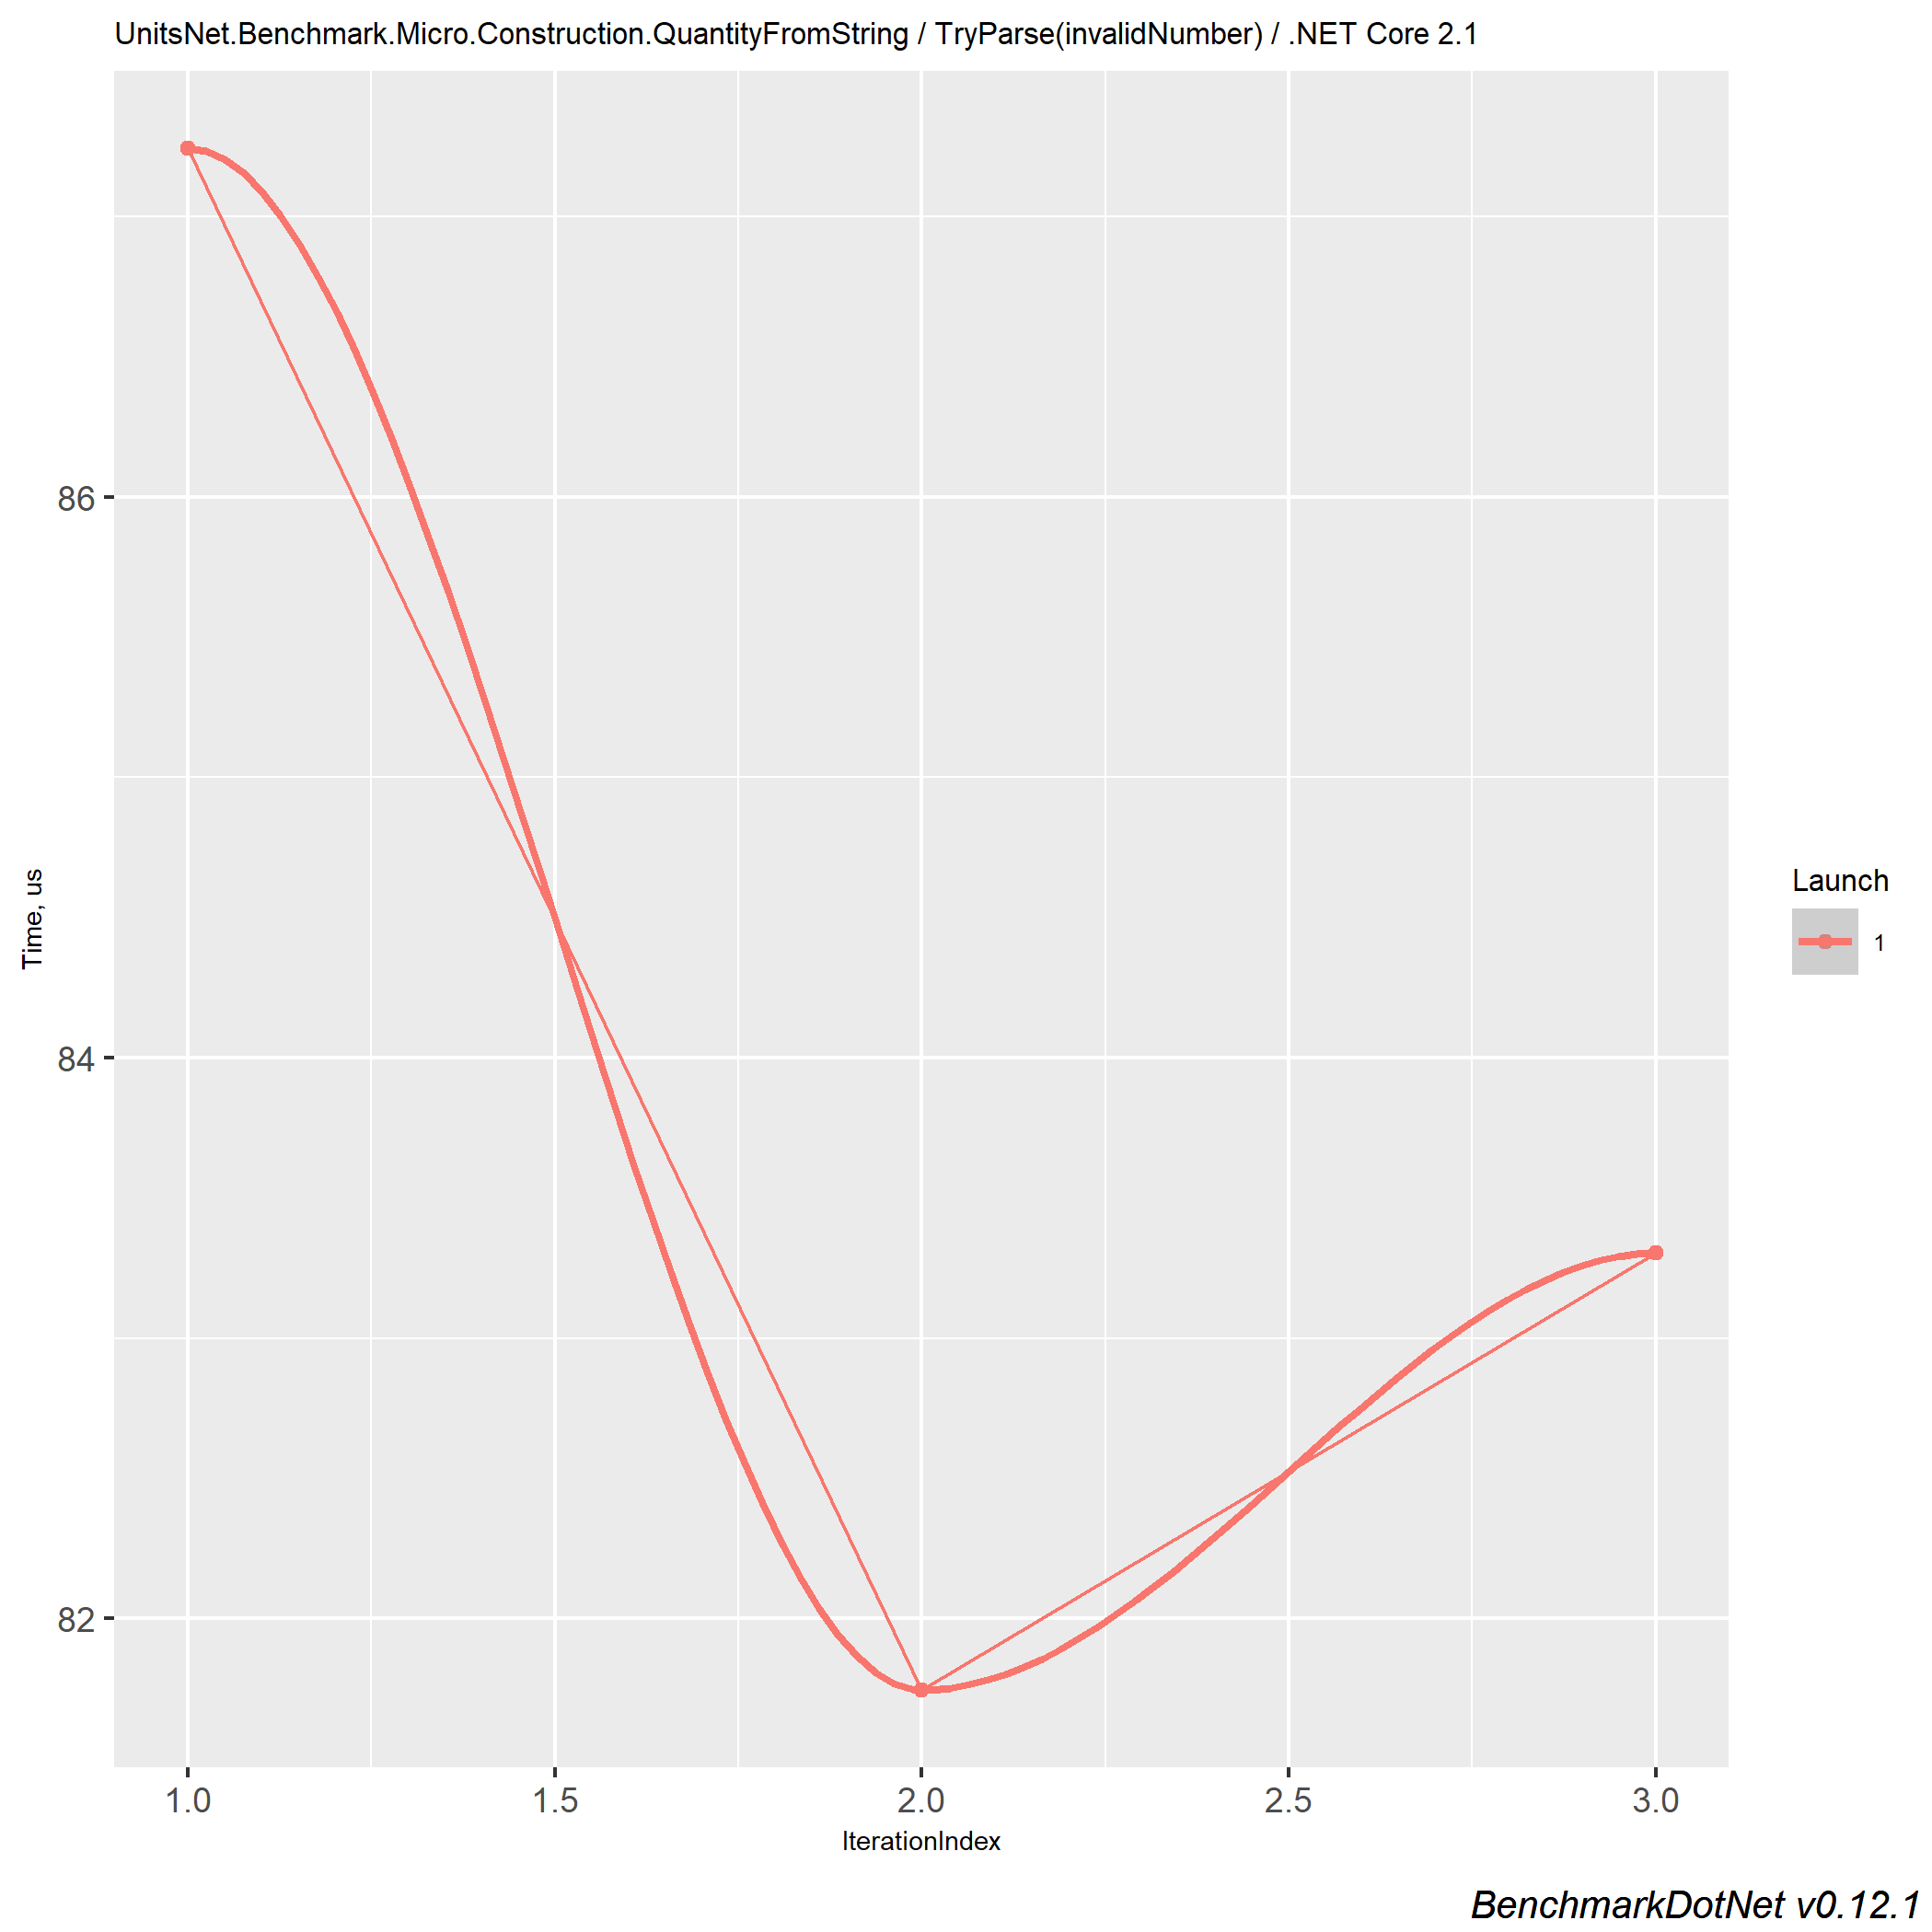 UnitsNet.Benchmark.Micro.Construction.QuantityFromString / TryParse(invalidNumber) / .NET Core 2.1
Time, us
86
84
82
1.0 1.5 2.0 2.5 3.0
IterationIndex
Launch
1
BenchmarkDotNet v0.12.1